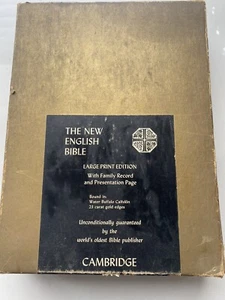 THE NEW
ENGLISH
BIBLE
LARGE PRINT EDITION
With Family Record
and Presentation Page
Bound in
Water Buffalo Calfskin
23 carat gold edges
Unconditionally guaranteed
by the
world's oldest Bible publisher
CAMBRIDGE